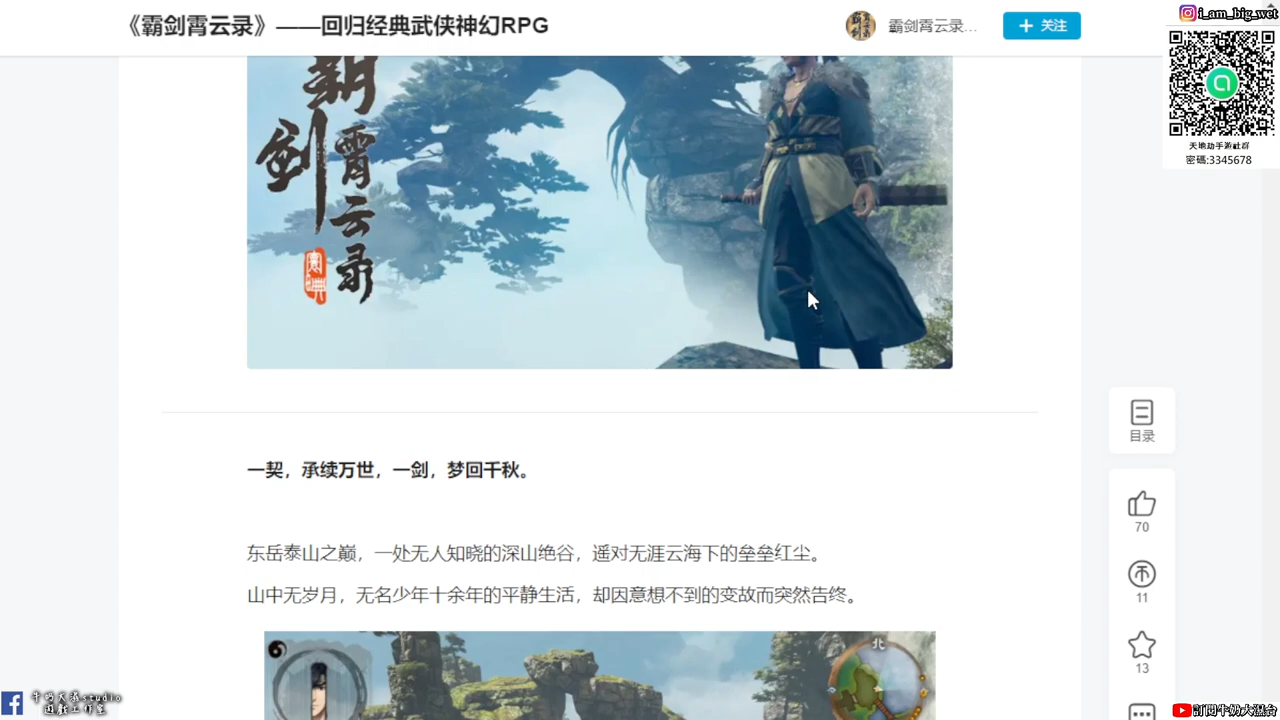 《霸剑霄云录》——回归经典武侠神幻RPG
霸剑霄云录…
关注
i_am_big_wet
天地劫手游社群
密碼:3345678
霸剑霄云录
一契，承续万世，一剑，梦回千秋。
东岳泰山之巅，一处无人知晓的深山绝谷，遥对无涯云海下的垒垒红尘。
山中无岁月，无名少年十余年的平静生活，却因意想不到的变故而突然告终。
北
目录
70
11
13